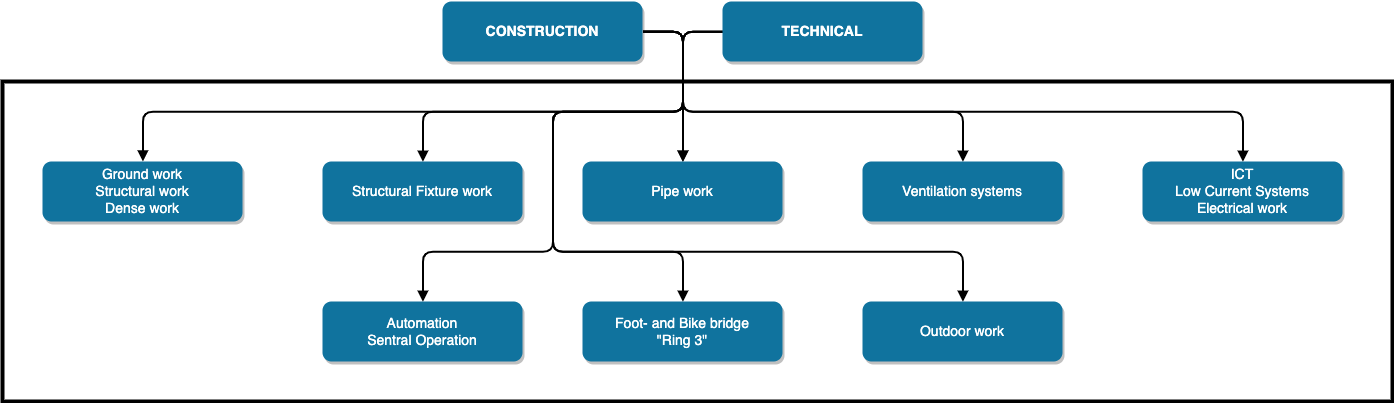 CONSTRUCTION
TECHNICAL
Ground work
Structural work
Dense work
Structural Fixture work
Pipe work
Ventilation systems
ICT
Low Current Systems
Electrical work
Automation
Sentral Operation
Foot- and Bike bridge
"Ring 3"
Outdoor work